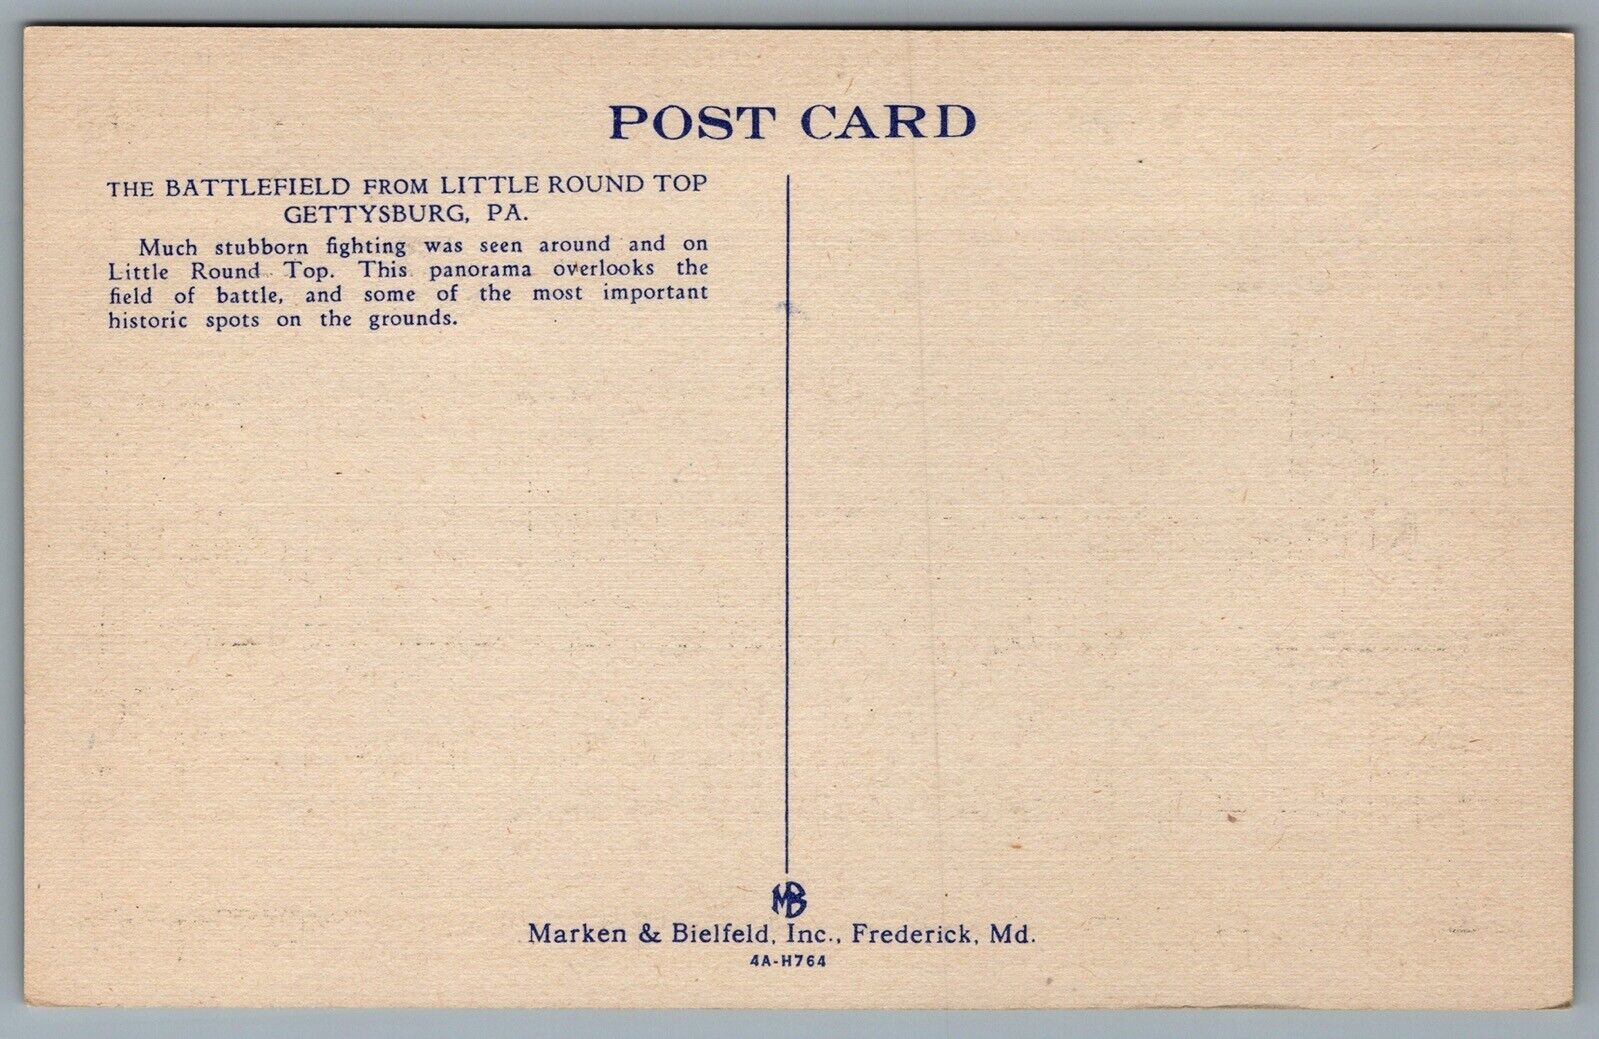 POST CARD
THE BATTLEFIELD FROM LITTLE ROUND TOP
GETTYSBURG, PA.
Much stubborn fighting was seen around and on
Little Round Top. This panorama overlooks the
field of battle, and some of the most important
historic spots on the grounds.
MB
Marken & Bielfeld, Inc., Frederick, Md.
4A-H764